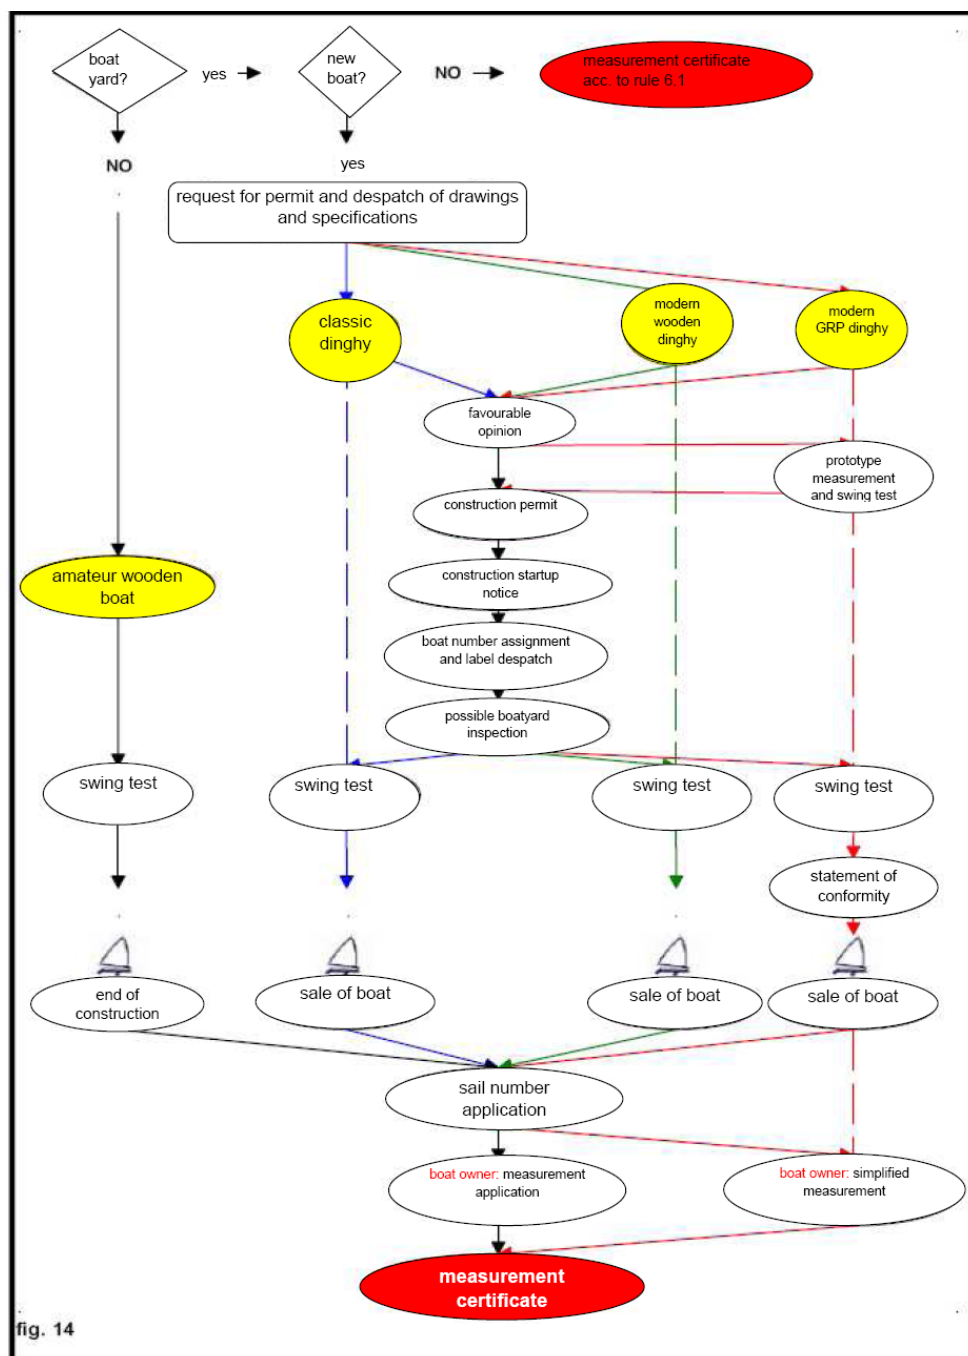 boat
yard?
yes
new
boat?
NO
measurement certificate
acc. to rule 6.1
NO
yes
request for permit and despatch of drawings
and specifications
classic
dinghy
modern
wooden
dinghy
modern
GRP dinghy
favourable
opinion
prototype
measurement
and swing test
construction permit
amateur wooden
boat
construction startup
notice
boat number assignment
and label despatch
possible boatyard
inspection
swing test
swing test
swing test
swing test
statement of
conformity
end of
construction
sale of boat
sale of boat
sale of boat
sail number
application
boat owner: measurement
application
boat owner: simplified
measurement
measurement
certificate
fig. 14